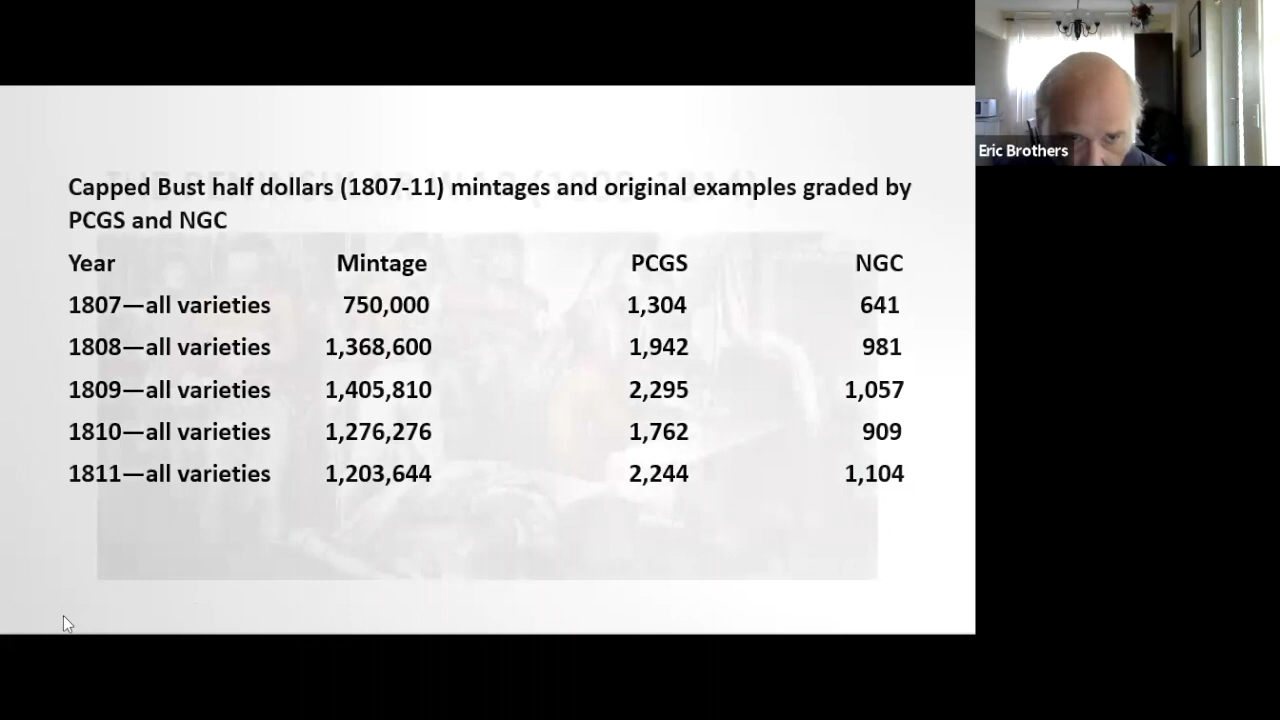 Capped Bust half dollars (1807-11) mintages and original examples graded by
PCGS and NGC
Year Mintage PCGS NGC
1807—all varieties 750,000 1,304 641
1808—all varieties 1,368,600 1,942 981
1809—all varieties 1,405,810 2,295 1,057
1810—all varieties 1,276,276 1,762 909
1811—all varieties 1,203,644 2,244 1,104
Eric Brothers